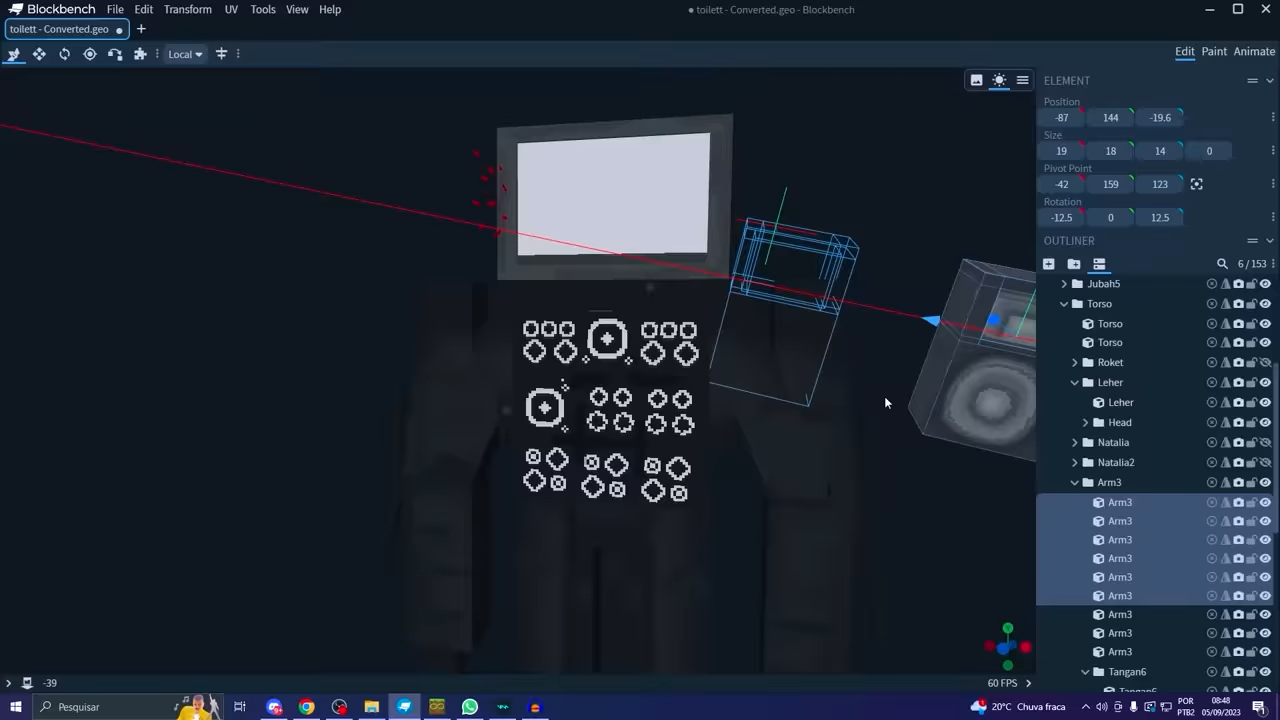 Blockbench File Edit Transform UV Tools View Help
toilett - Converted.geo - Blockbench
toilett - Converted.geo
Local
Edit Paint Animate
ELEMENT
Position
-87 144 -19.6
Size
19 18 14 0
Pivot Point
-42 159 123
Rotation
-12.5 0 12.5
OUTLINER
6/153
Jubah5
Torso
Torso
Torso
Roket
Leher
Leher
Head
Natalia
Natalia2
Arm3
Arm3
Arm3
Arm3
Arm3
Arm3
Arm3
Arm3
Arm3
Arm3
Tangan6
Tangan6
-39
60 FPS
Pesquisar
20°C Chuva fraca
POR
PTB2
08:48
05/09/2023